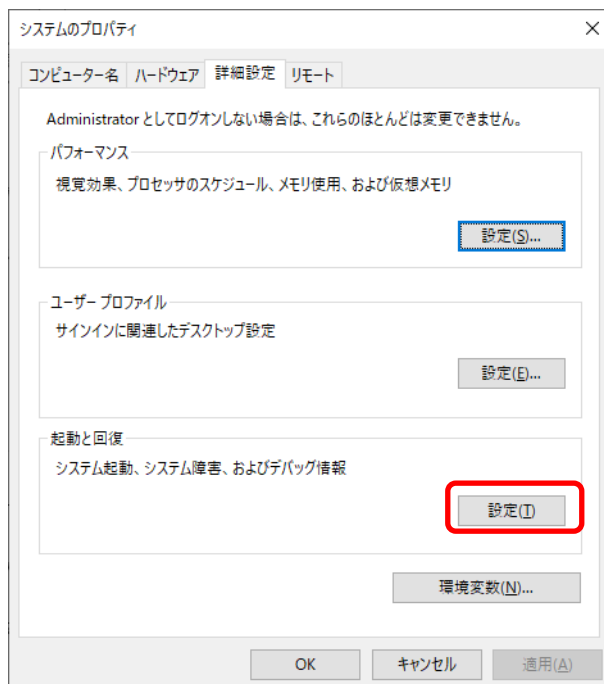 システムのプロパティ
コンピューター名 ハードウェア 詳細設定 リモート
Administrator としてログオンしない場合は、これらのほとんどは変更できません。
パフォーマンス
視覚効果、プロセッサのスケジュール、メモリ使用、および仮想メモリ
設定(S)...
ユーザー プロファイル
サインインに関連したデスクトップ設定
設定(E)...
起動と回復
システム起動、システム障害、およびデバッグ情報
設定(T)
環境変数(N)...
OK キャンセル 適用(A)